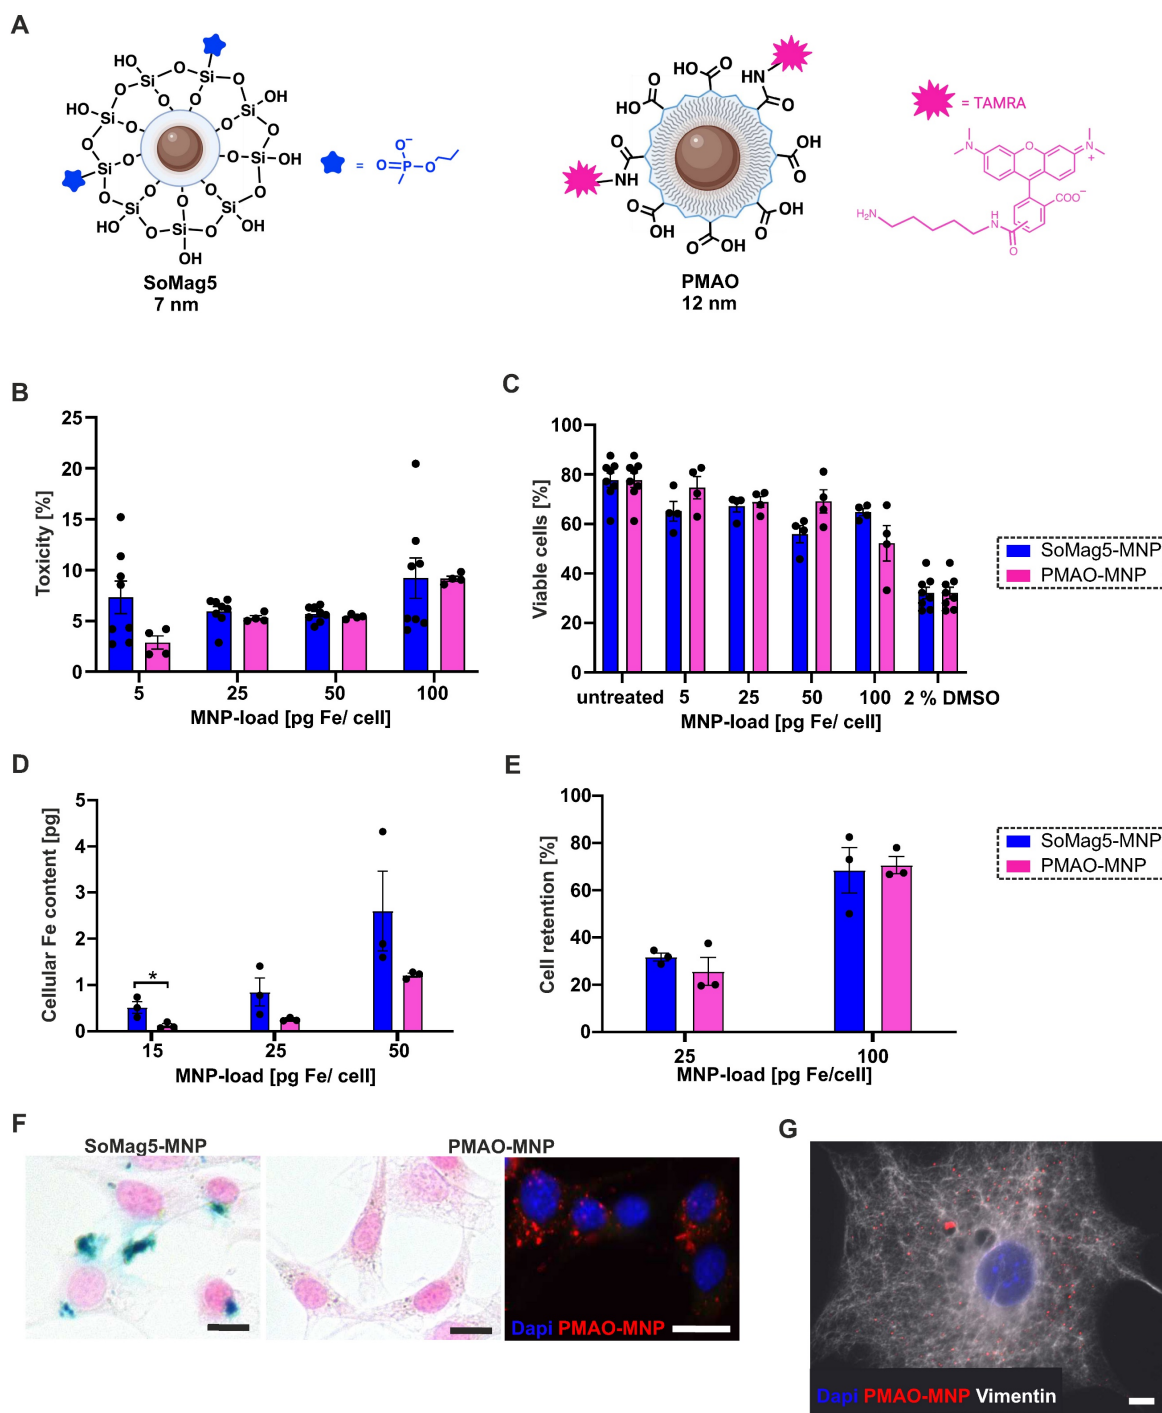 A
HO
Si
O
Si
O
OH
Si
O
HO
Si
O
Si
OH
Si
O
Si
HO
Si
OH
Si
OH
SoMag5
7 nm
= O=P-O
O⁻
HO
O
HO
O
HN
O
O
NH
OH
O
OH
O
O
OH
O
OH
O
OH
PMAO
12 nm
= TAMRA
N
O
N
+
COO⁻
H₂N
H
N
O
B
Toxicity [%]
25
20
15
10
5
0
5 25 50 100
MNP-load [pg Fe/ cell]
C
Viable cells [%]
100
80
60
40
20
0
untreated 5 25 50 100 2 % DMSO
MNP-load [pg Fe/ cell]
SoMag5-MNP
PMAO-MNP
D
Cellular Fe content [pg]
5
4
3
2
1
0
*
15 25 50
MNP-load [pg Fe/ cell]
E
Cell retention [%]
100
80
60
40
20
0
25 100
MNP-load [pg Fe/cell]
SoMag5-MNP
PMAO-MNP
F
SoMag5-MNP
PMAO-MNP
Dapi PMAO-MNP
G
Dapi PMAO-MNP Vimentin